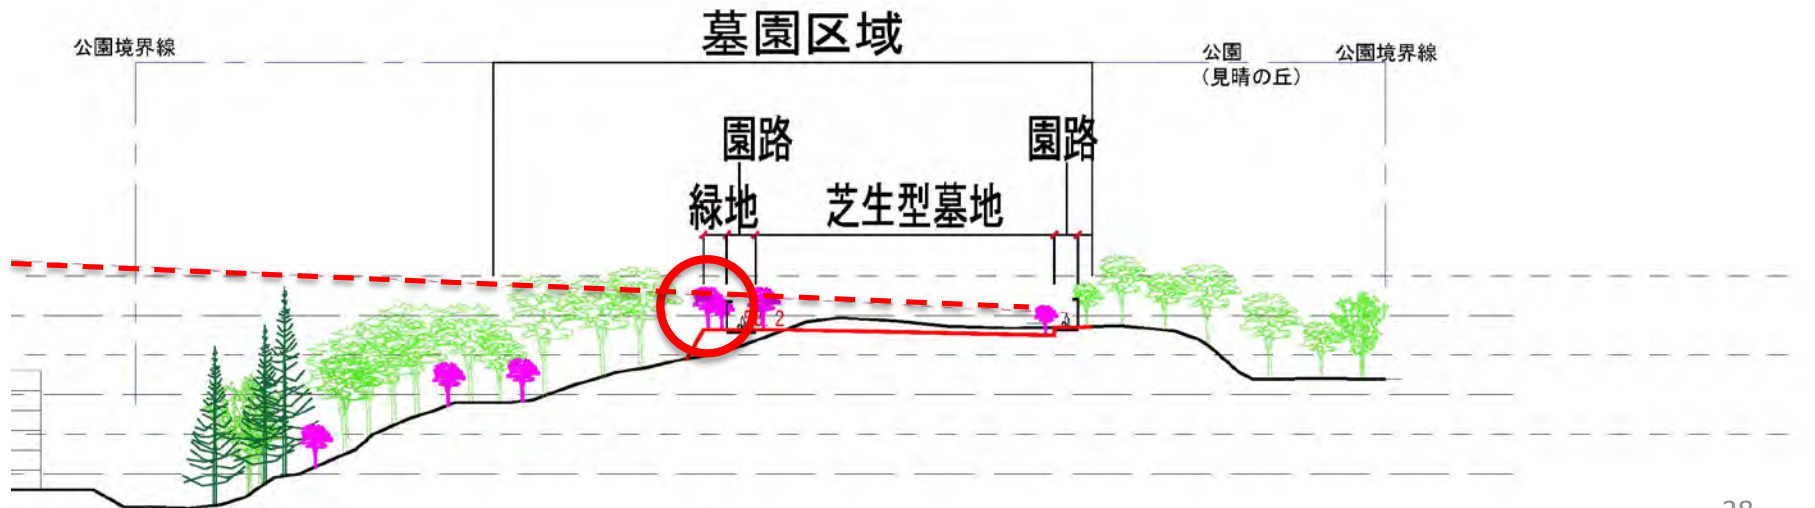 墓園区域
公園境界線
公園
（見晴の丘）
公園境界線
園路
園路
緑地
芝生型墓地